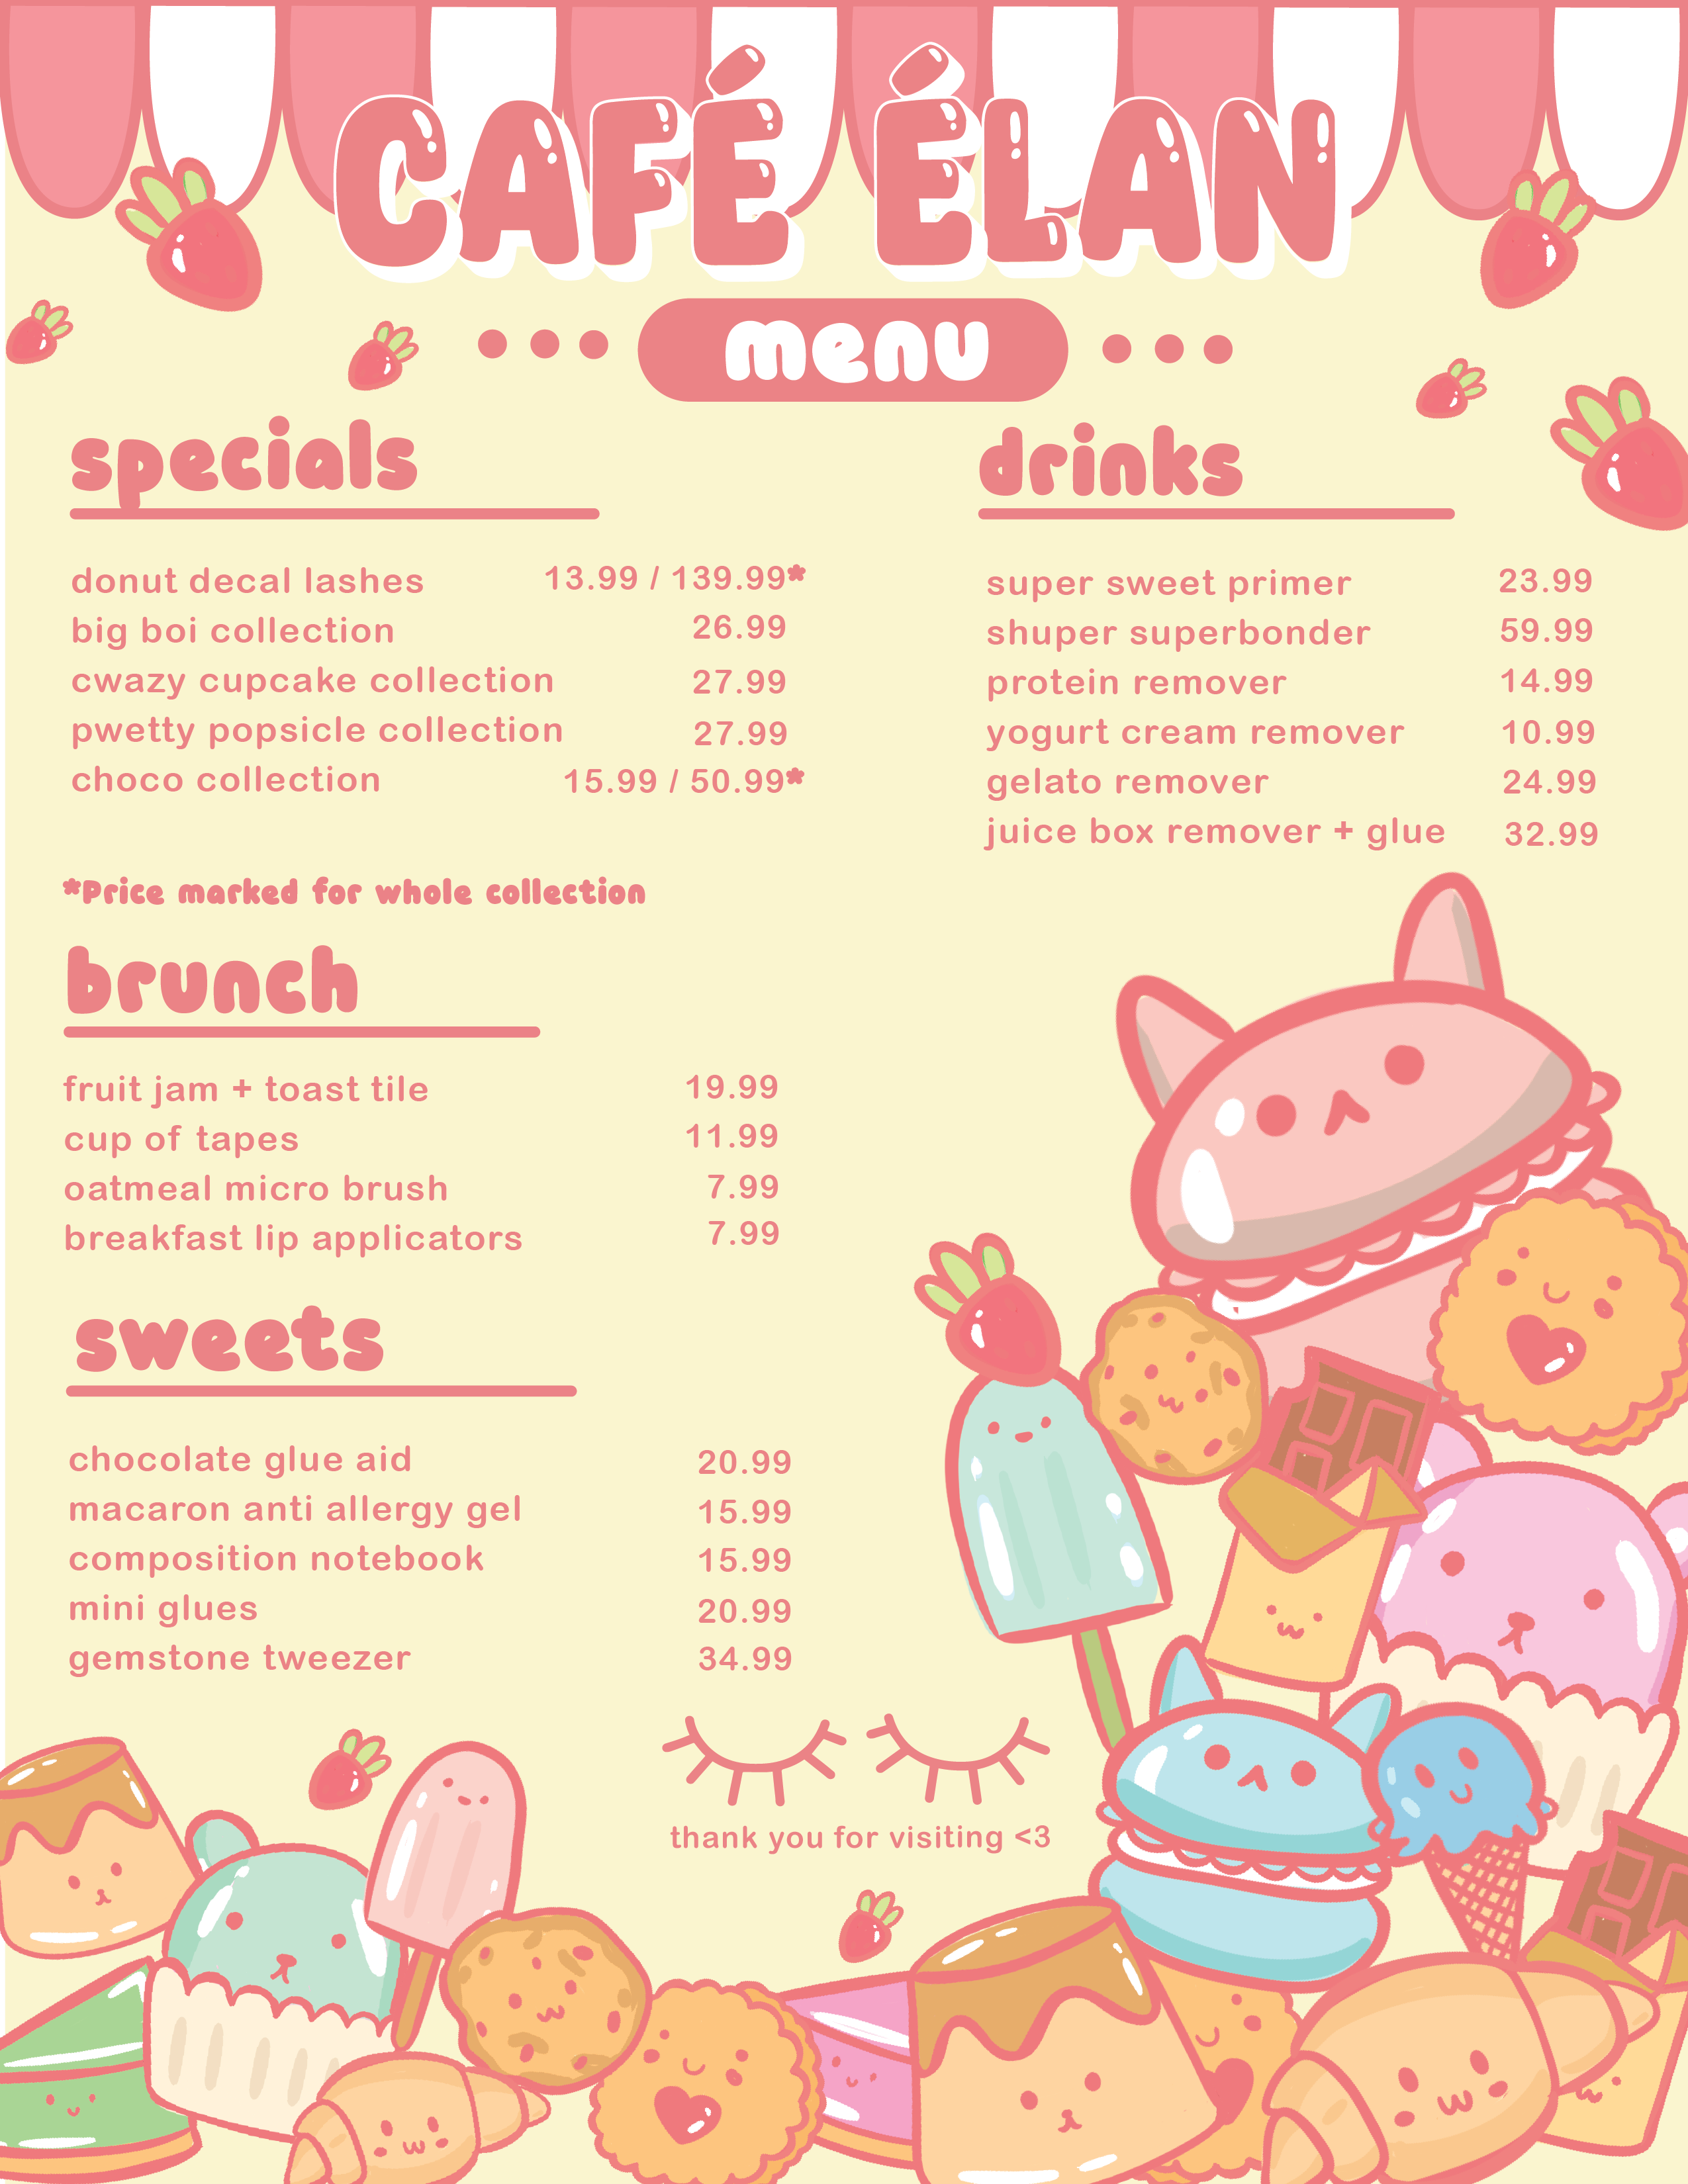 CAFÉ ÉLAN
menu
specials
donut decal lashes 13.99 / 139.99*
big boi collection 26.99
cwazy cupcake collection 27.99
pwetty popsicle collection 27.99
choco collection 15.99 / 50.99*
*Price marked for whole collection
drinks
super sweet primer 23.99
shuper superbonder 59.99
protein remover 14.99
yogurt cream remover 10.99
gelato remover 24.99
juice box remover + glue 32.99
brunch
fruit jam + toast tile 19.99
cup of tapes 11.99
oatmeal micro brush 7.99
breakfast lip applicators 7.99
sweets
chocolate glue aid 20.99
macaron anti allergy gel 15.99
composition notebook 15.99
mini glues 20.99
gemstone tweezer 34.99
thank you for visiting <3